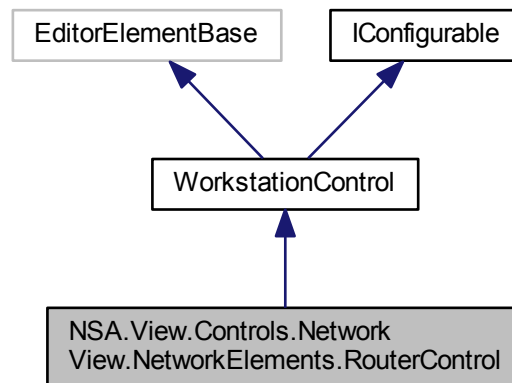 EditorElementBase
IConfigurable
WorkstationControl
NSA.View.Controls.Network
View.NetworkElements.RouterControl